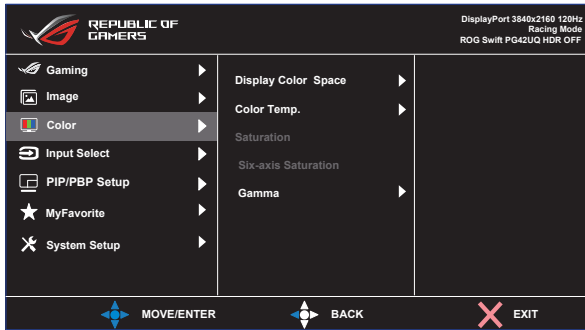 REPUBLIC OF
GAMERS
DisplayPort 3840x2160 120Hz
Racing Mode
ROG Swift PG42UQ HDR OFF
Gaming
Image
Color
Input Select
PIP/PBP Setup
MyFavorite
System Setup
Display Color Space
Color Temp.
Saturation
Six-axis Saturation
Gamma
MOVE/ENTER
BACK
EXIT